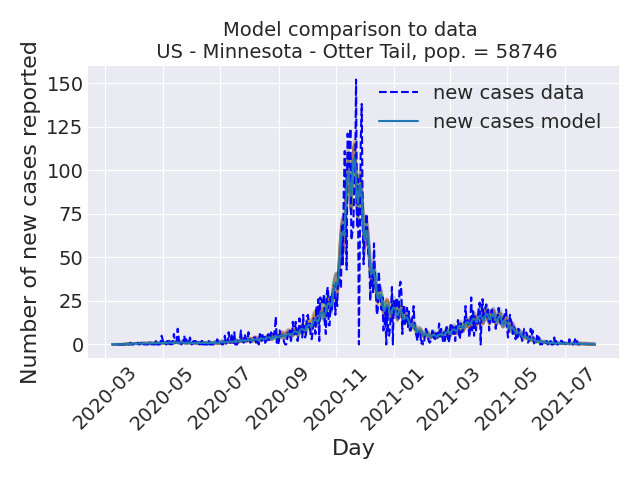 Model comparison to data
US - Minnesota - Otter Tail, pop. = 58746
Number of new cases reported
150
125
100
75
50
25
0
new cases data
new cases model
2020-03
2020-05
2020-07
2020-09
2020-11
2021-01
2021-03
2021-05
2021-07
Day